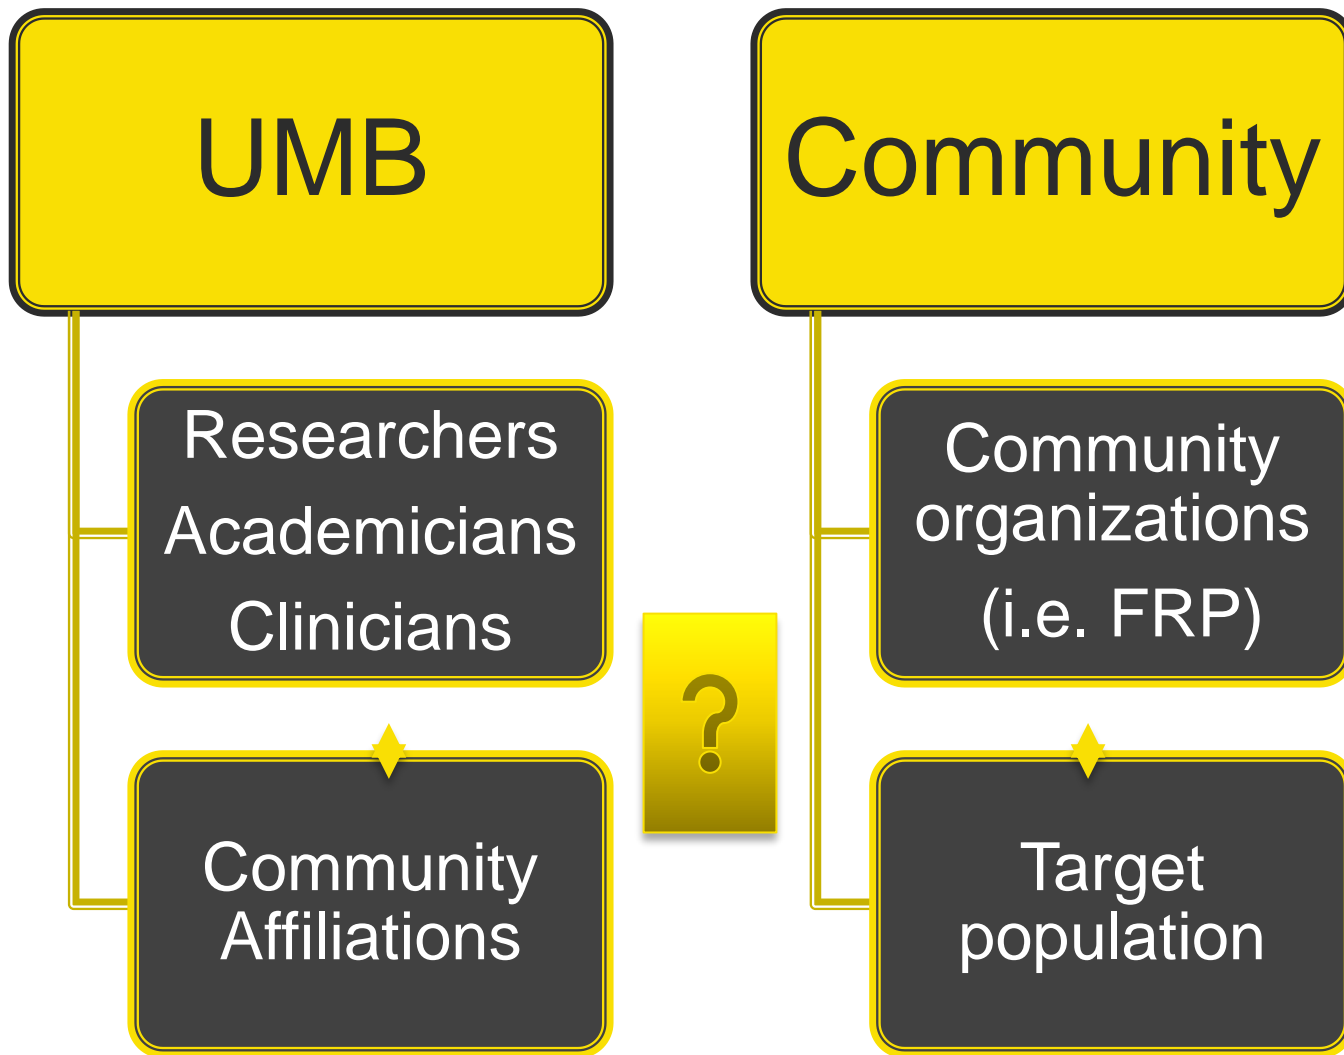 UMB
Researchers
Academicians
Clinicians
Community
Affiliations
?
Community
Community
organizations
(i.e. FRP)
Target
population